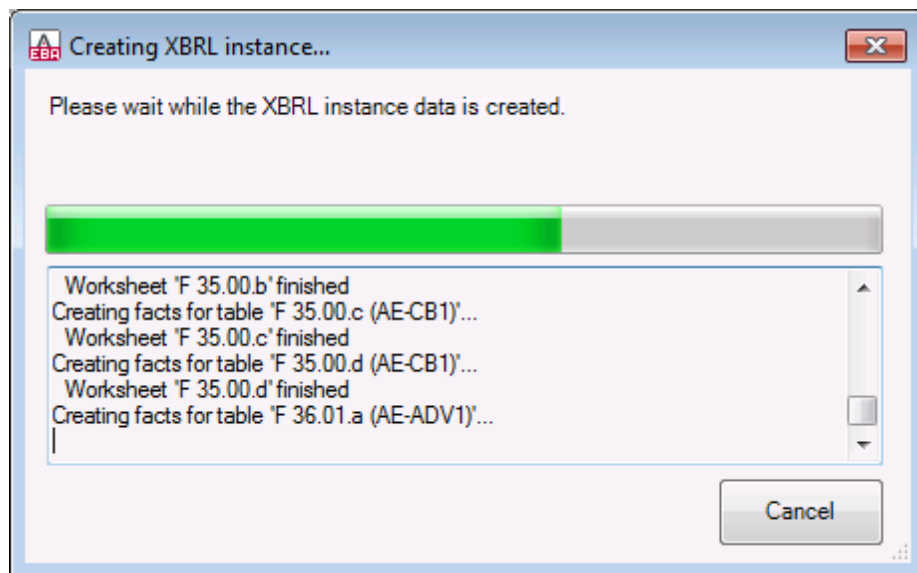 EBA Creating XBRL instance...
Please wait while the XBRL instance data is created.
Worksheet 'F 35.00.b' finished
Creating facts for table 'F 35.00.c (AE-CB1)'...
Worksheet 'F 35.00.c' finished
Creating facts for table 'F 35.00.d (AE-CB1)'...
Worksheet 'F 35.00.d' finished
Creating facts for table 'F 36.01.a (AE-ADV1)'...
Cancel